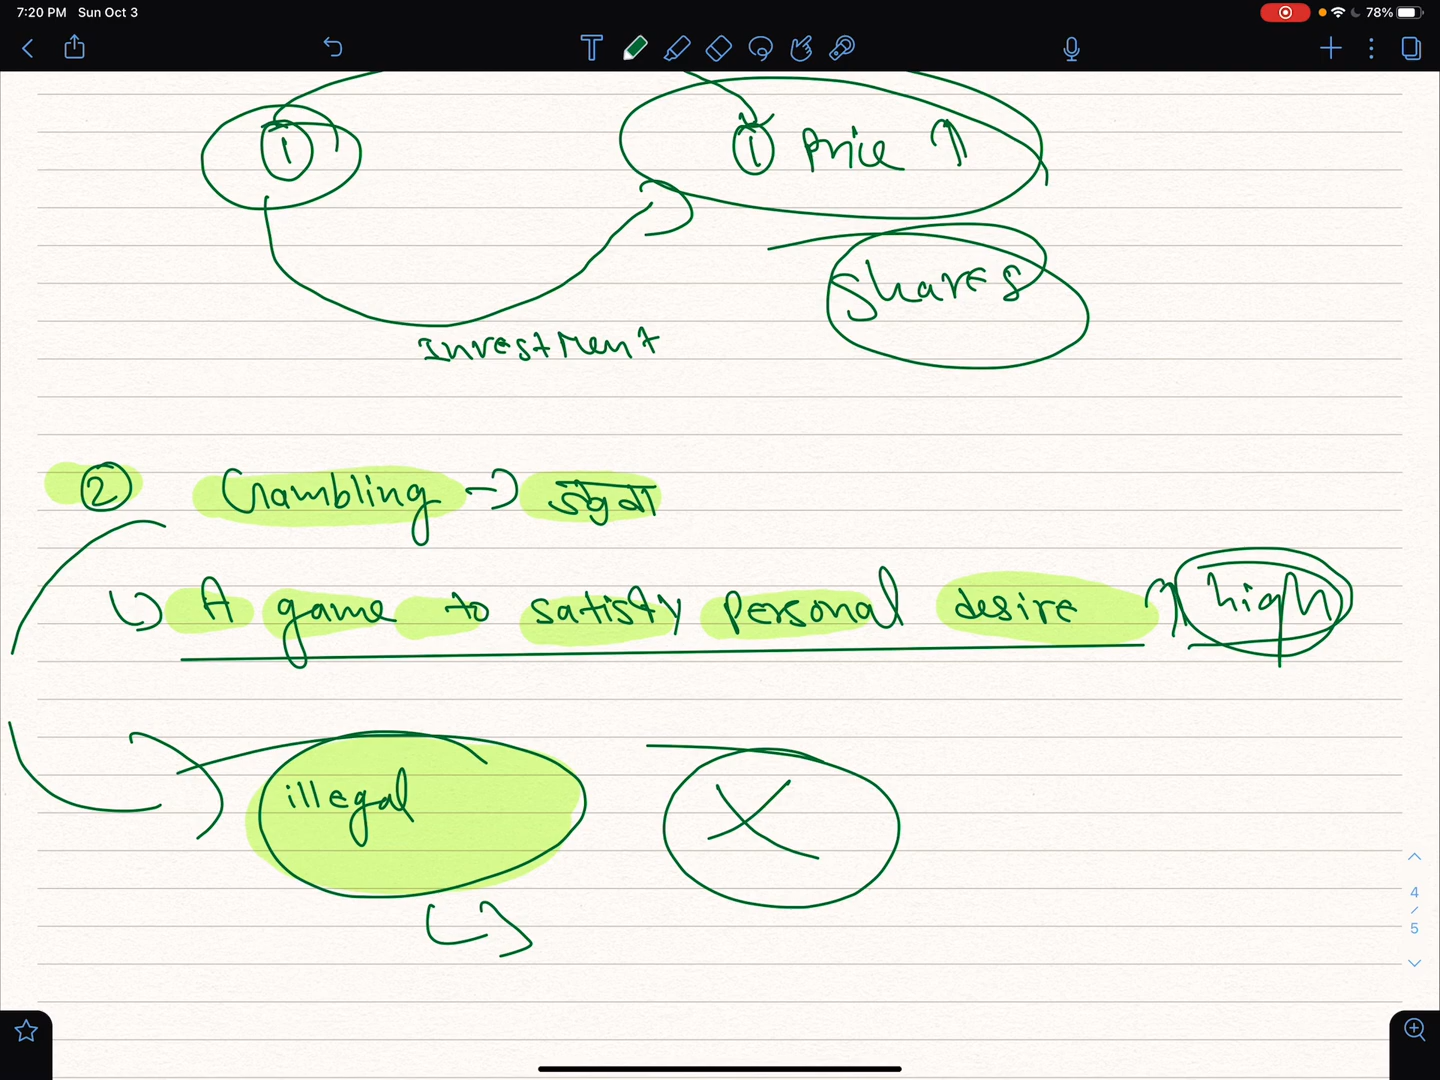 7:20 PM Sun Oct 3
78%
T
1
1 Price ↑
shares
Investment
2 Gambling →
↳ A game to satisfy personal desire ↑ high
illegal X
4
/
5